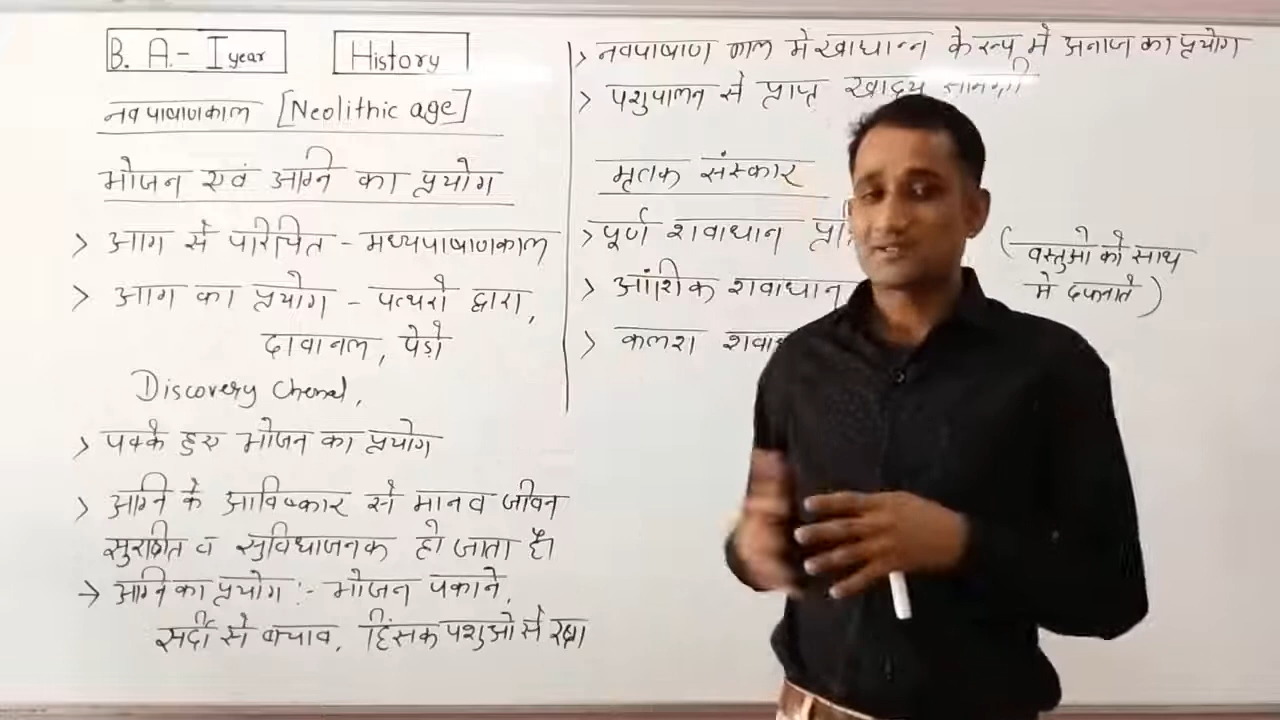 B. A.- I year
History
नवपाषाणकाल [Neolithic age]
भोजन एवं अग्नि का प्रयोग
> आग से परिचित - मध्यपाषाणकाल
> आग का प्रयोग - पत्थरो द्वारा,
दावानल, पेड़ो
Discovery Chenal,
> पक्के हुए भोजन का प्रयोग
> अग्नि के आविष्कार से मानव जीवन
सुरक्षित व सुविधाजनक हो जाता है।
→ अग्नि का प्रयोग :- भोजन पकाने,
सर्दी से बचाव, हिंसक पशुओ से रक्षा
> नवपाषाण काल मे खाधान्न के रूप मे अनाज का प्रयोग
> पशुपालन से प्राप्त खाद्य
मृतक संस्कार
> पूर्ण शवाधान
(वस्तुओ को साथ
मे दफनाते)
> आंशिक शवाधान
> कलश